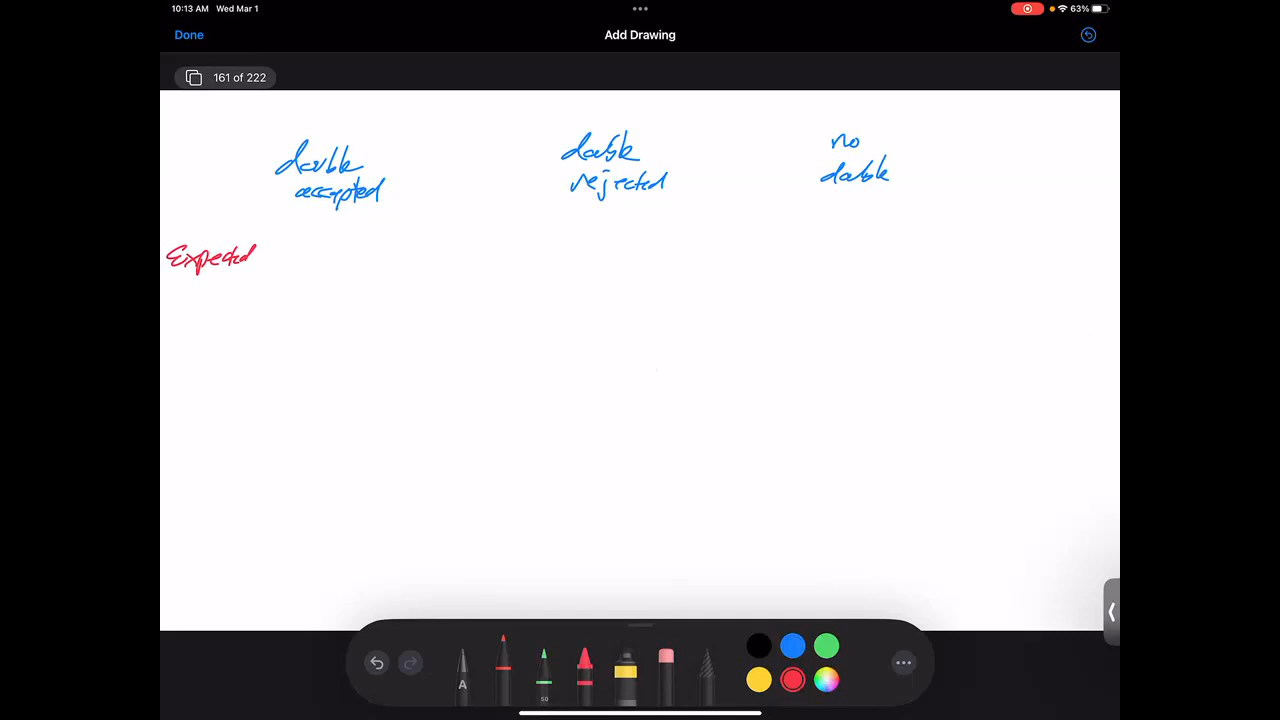 10:13 AM Wed Mar 1
63%
Done
Add Drawing
161 of 222
double
accepted
double
rejected
no
double
Expected
A
50